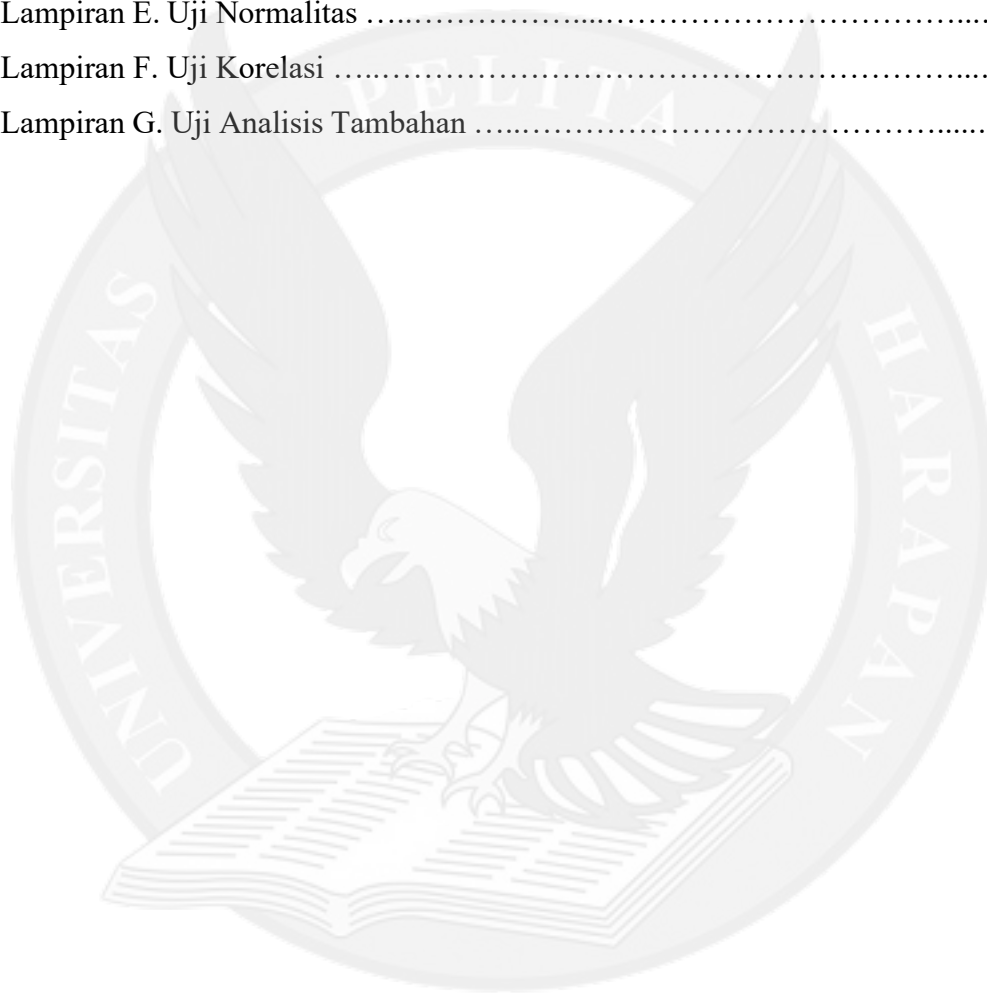 Lampiran E. Uji Normalitas …..………………....……………………………...…
Lampiran F. Uji Korelasi …..…………………………………………………...…
Lampiran G. Uji Analisis Tambahan …..………………………………….....…
UNIVERSITAS PELITA HARAPAN